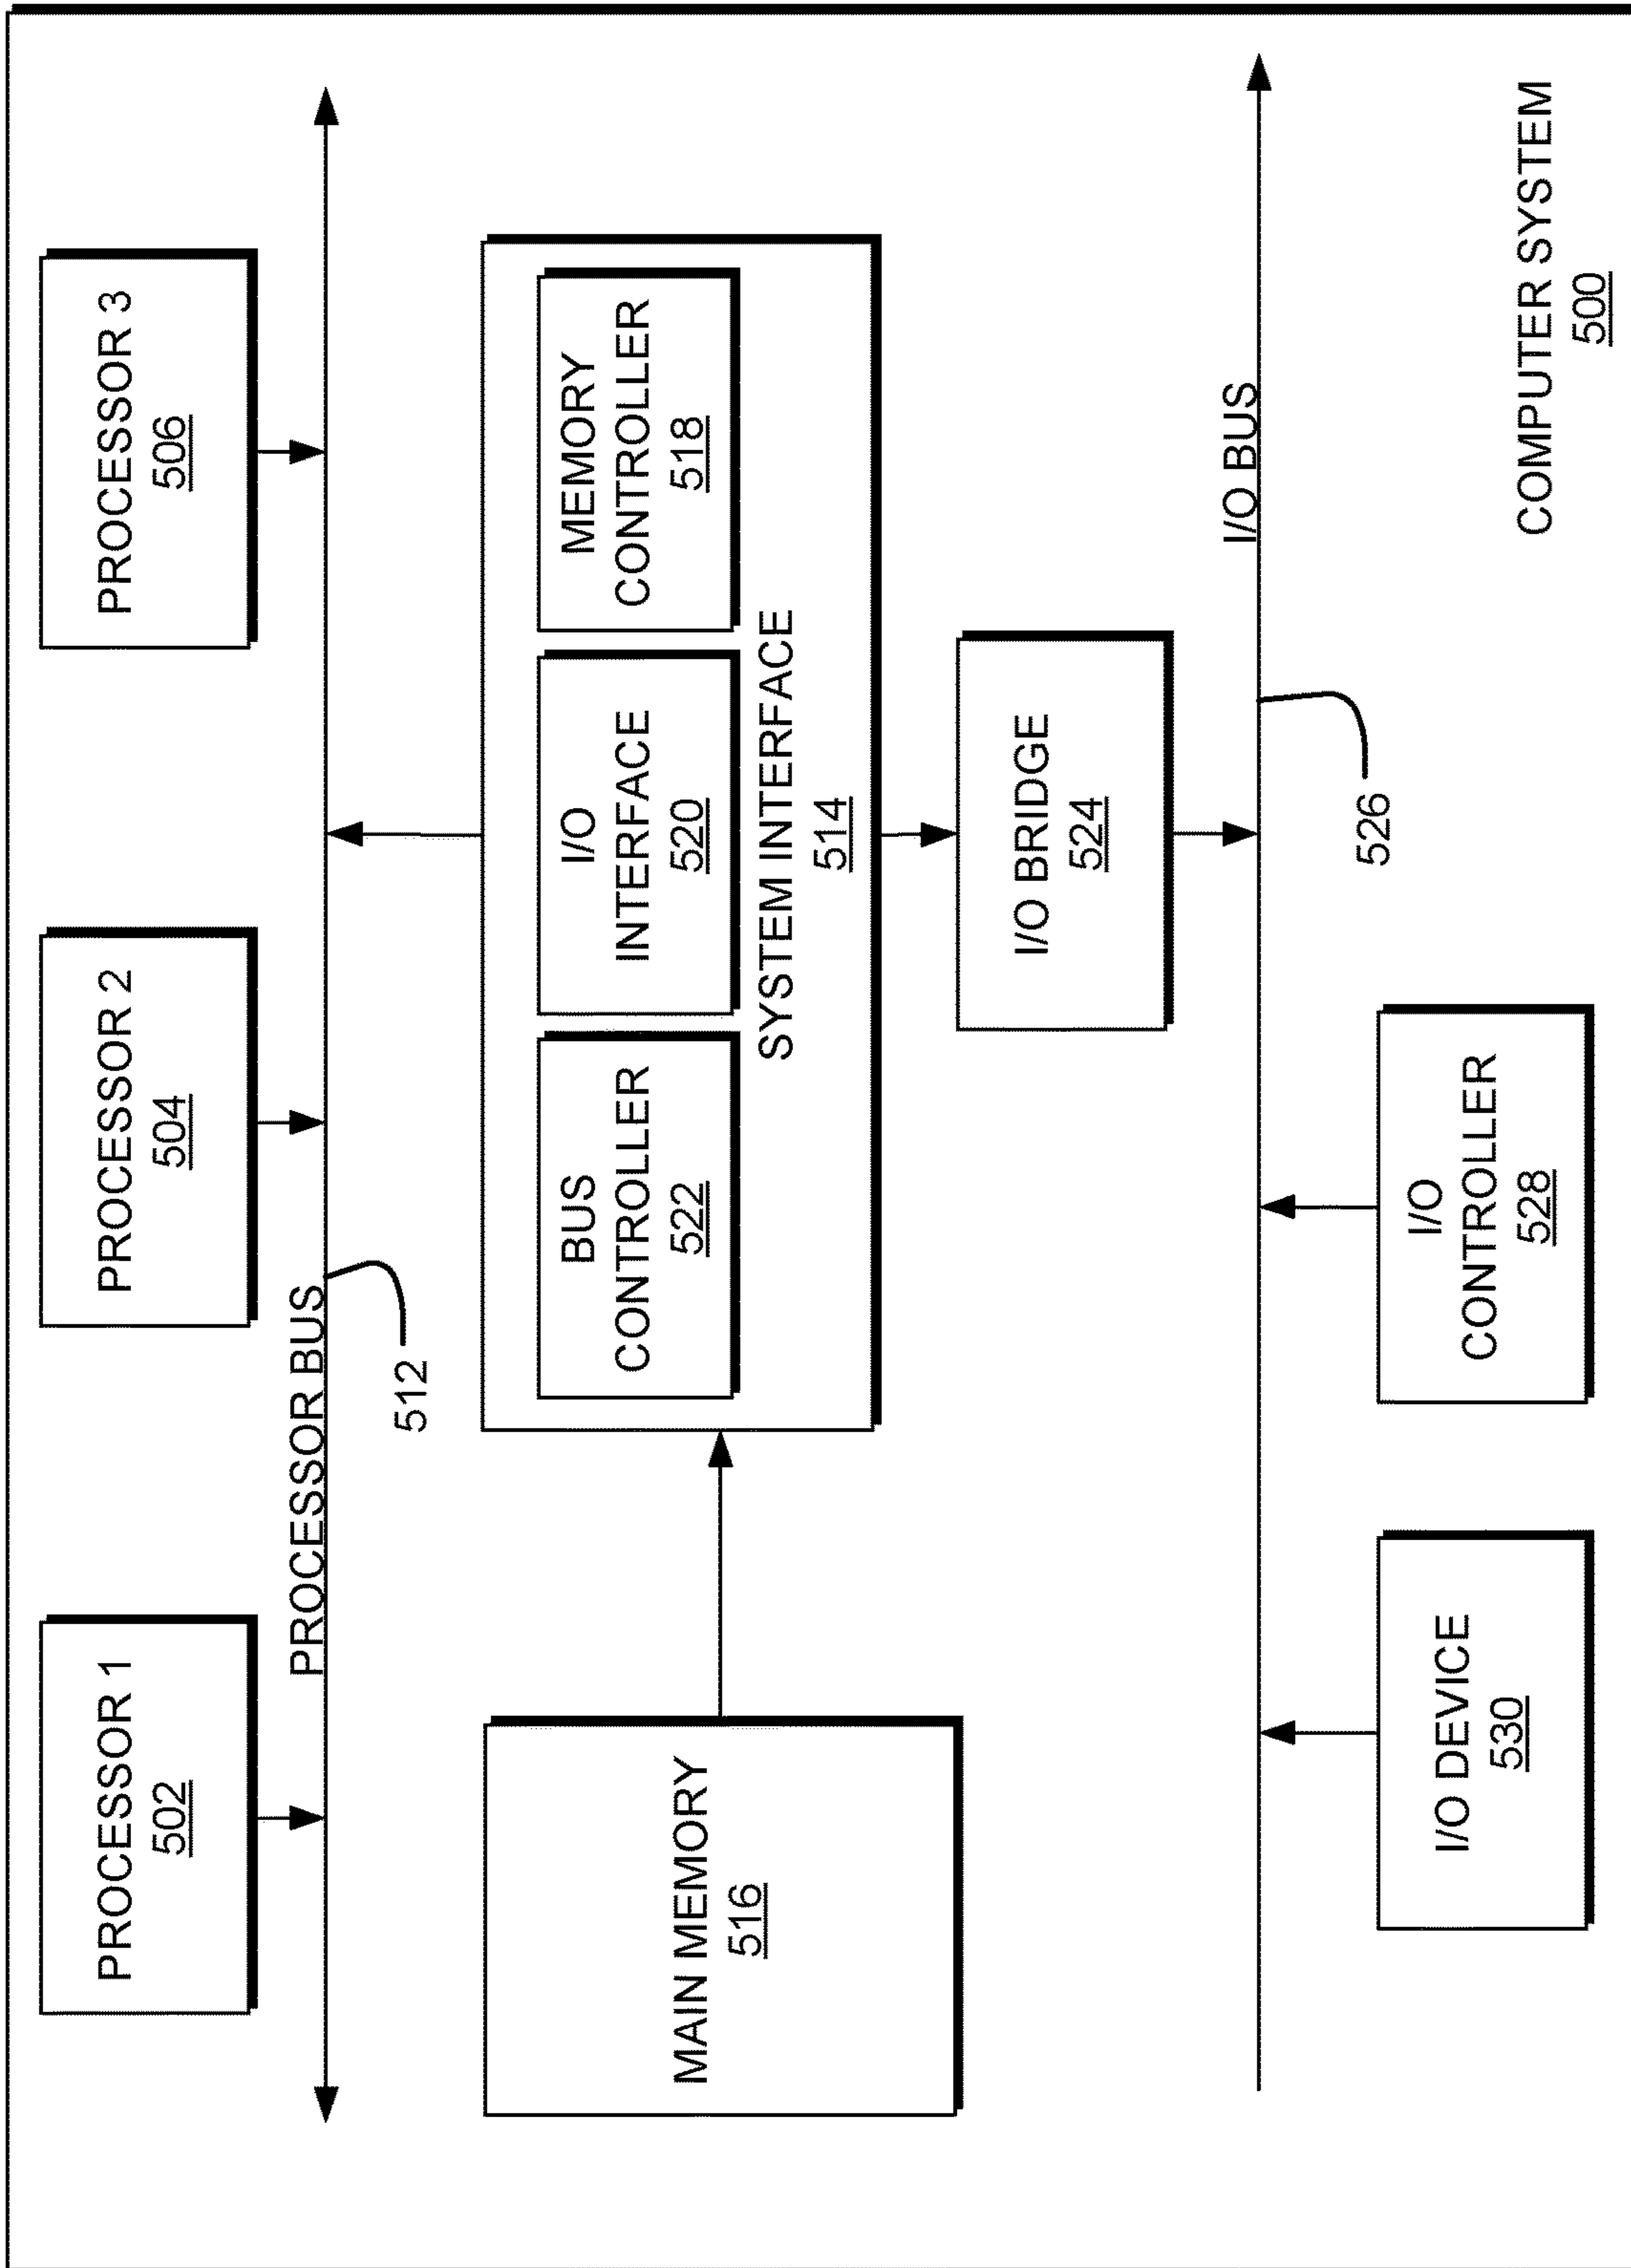 PROCESSOR 1
502
PROCESSOR 2
504
PROCESSOR 3
506
PROCESSOR BUS
512
MAIN MEMORY
516
BUS
CONTROLLER
522
I/O
INTERFACE
520
MEMORY
CONTROLLER
518
SYSTEM INTERFACE
514
I/O BRIDGE
524
I/O BUS
526
I/O DEVICE
530
I/O
CONTROLLER
528
COMPUTER SYSTEM
500